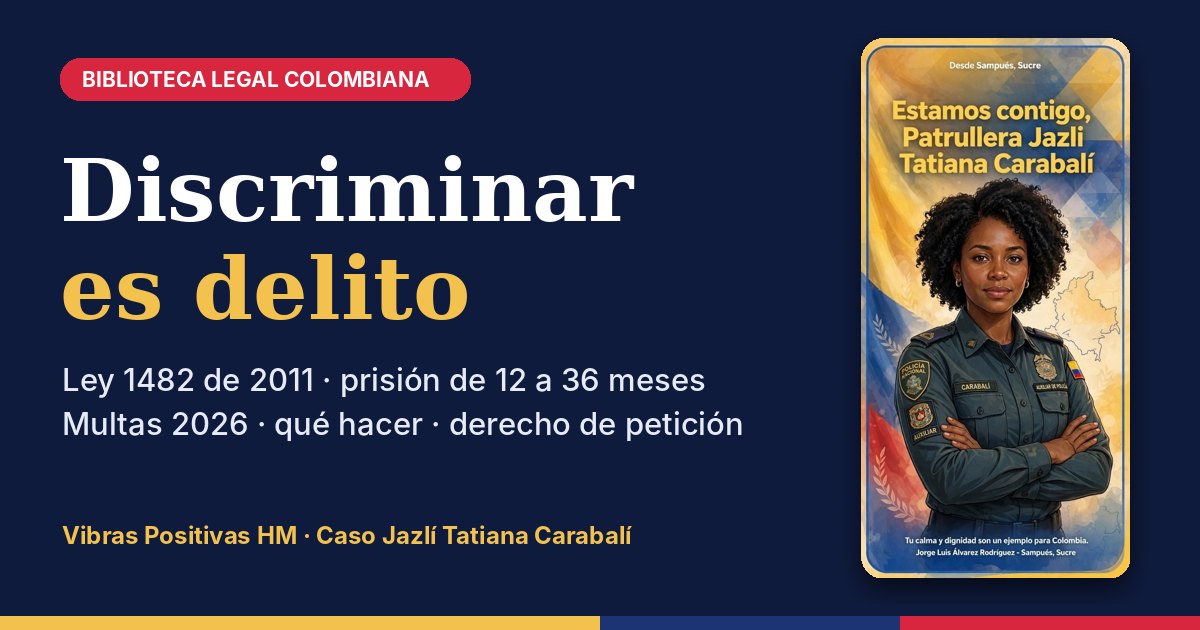 BIBLIOTECA LEGAL COLOMBIANA
Discriminar
es delito
Ley 1482 de 2011 · prisión de 12 a 36 meses
Multas 2026 · qué hacer · derecho de petición
Vibras Positivas HM · Caso Jazlí Tatiana Carabalí
Desde Sampués, Sucre
Estamos contigo,
Patrullera Jazli
Tatiana Carabalí
POLICÍA
NACIONAL
CARABALÍ
AUXILIAR DE POLICÍA
AUXILIAR
Tu calma y dignidad son un ejemplo para Colombia.
Jorge Luis Álvarez Rodríguez - Sampués, Sucre